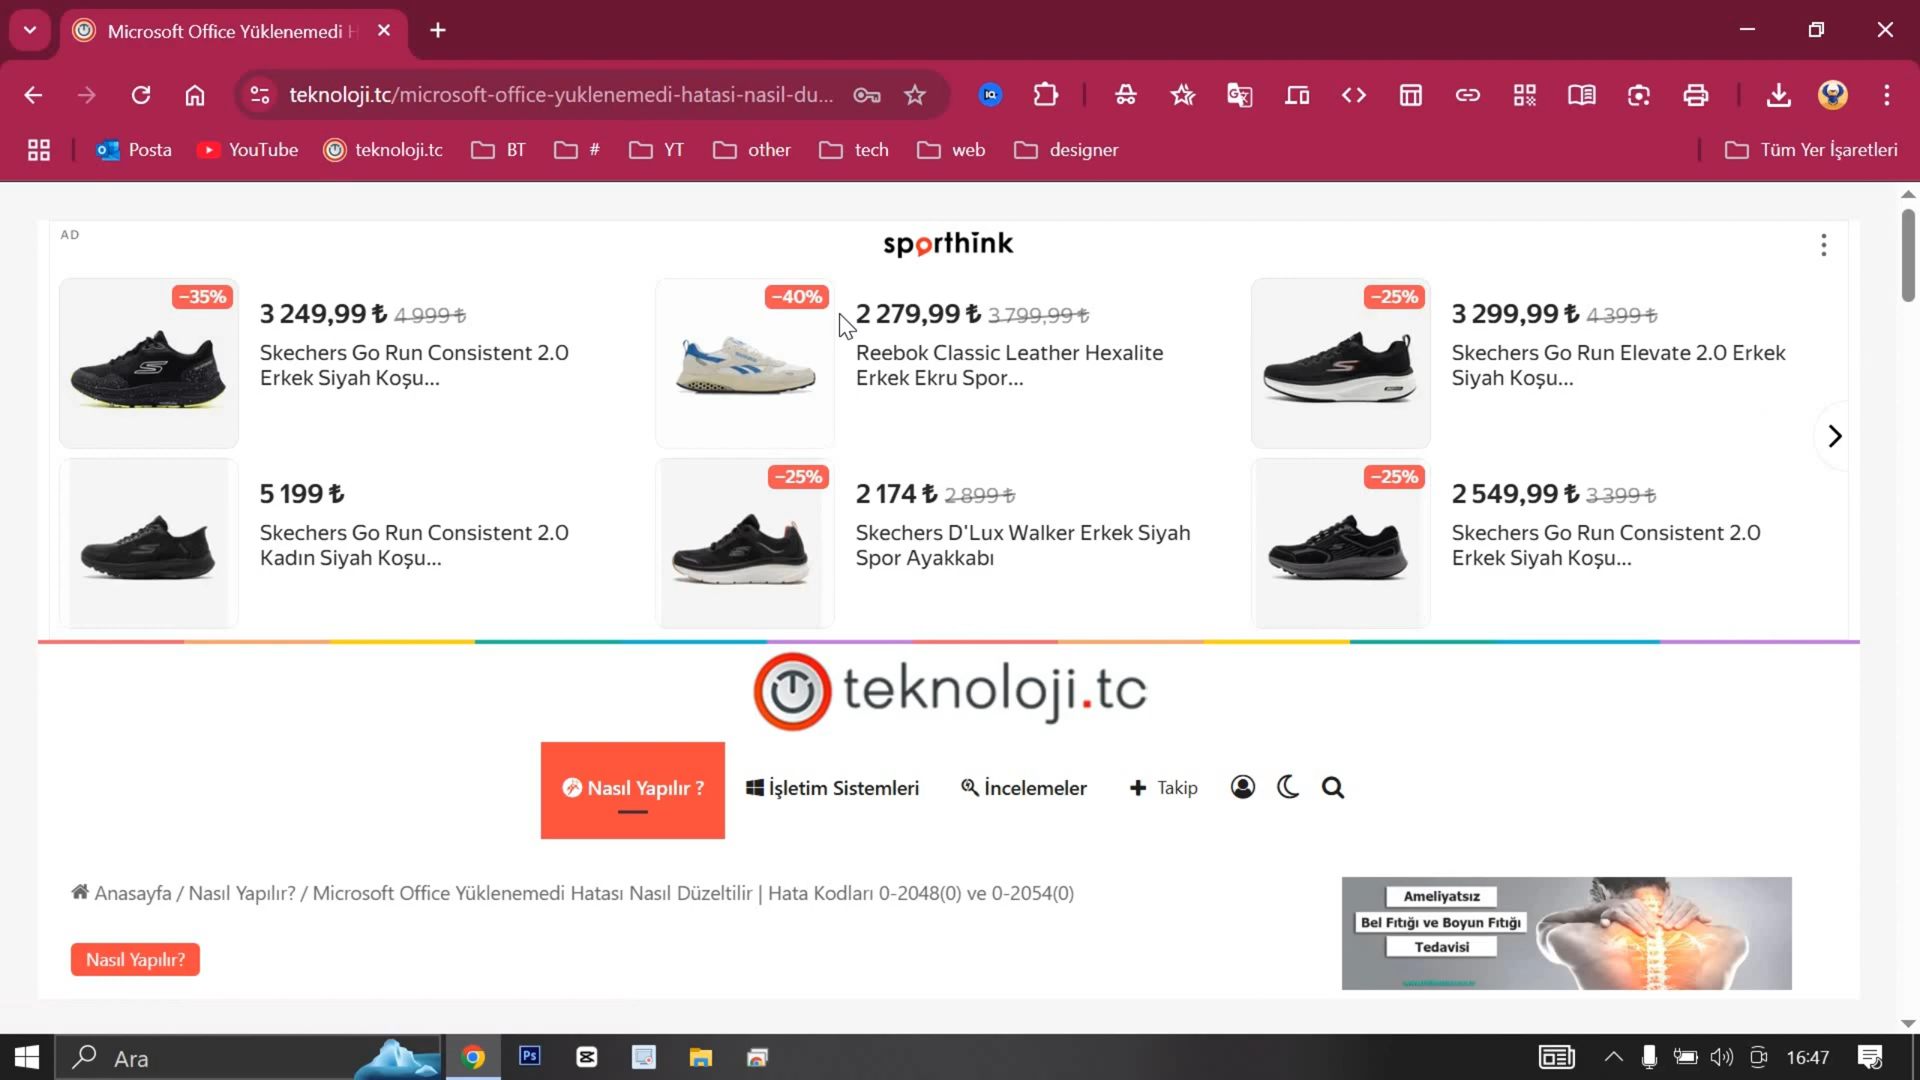 Microsoft Office Yüklenemedi H
teknoloji.tc/microsoft-office-yuklenemedi-hatasi-nasil-du...
Posta
YouTube
teknoloji.tc
BT
#
YT
other
tech
web
designer
Tüm Yer İşaretleri
AD
sporthink
−35%
3 249,99 ₺ 4 999 ₺
Skechers Go Run Consistent 2.0
Erkek Siyah Koşu...
−40%
2 279,99 ₺ 3 799,99 ₺
Reebok Classic Leather Hexalite
Erkek Ekru Spor...
−25%
3 299,99 ₺ 4 399 ₺
Skechers Go Run Elevate 2.0 Erkek
Siyah Koşu...
5 199 ₺
Skechers Go Run Consistent 2.0
Kadın Siyah Koşu...
−25%
2 174 ₺ 2 899 ₺
Skechers D'Lux Walker Erkek Siyah
Spor Ayakkabı
−25%
2 549,99 ₺ 3 399 ₺
Skechers Go Run Consistent 2.0
Erkek Siyah Koşu...
teknoloji.tc
Nasıl Yapılır ?
İşletim Sistemleri
İncelemeler
Takip
Anasayfa / Nasıl Yapılır? / Microsoft Office Yüklenemedi Hatası Nasıl Düzeltilir | Hata Kodları 0-2048(0) ve 0-2054(0)
Ameliyatsız
Bel Fıtığı ve Boyun Fıtığı
Tedavisi
Nasıl Yapılır?
Ara
Ps
16:47